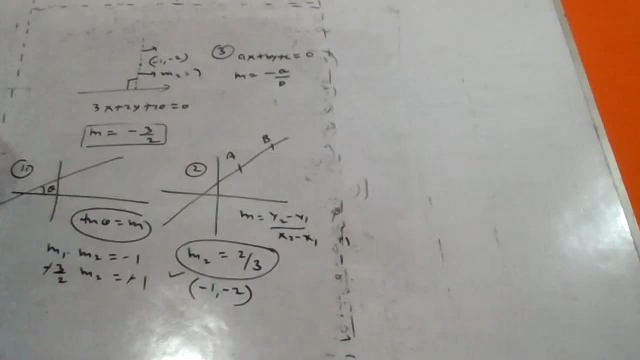 (-1,-2)
m₂ = ?
3x+2y+10=0
m = -3/2
③ ax+by+c=0
m = -a/b
①
θ
tanθ = m
m₁. m₂ = -1
-3/2 m₂ = -1
②
A
B
m = y₂-y₁/x₂-x₁
m₂ = 2/3
✓ (-1,-2)